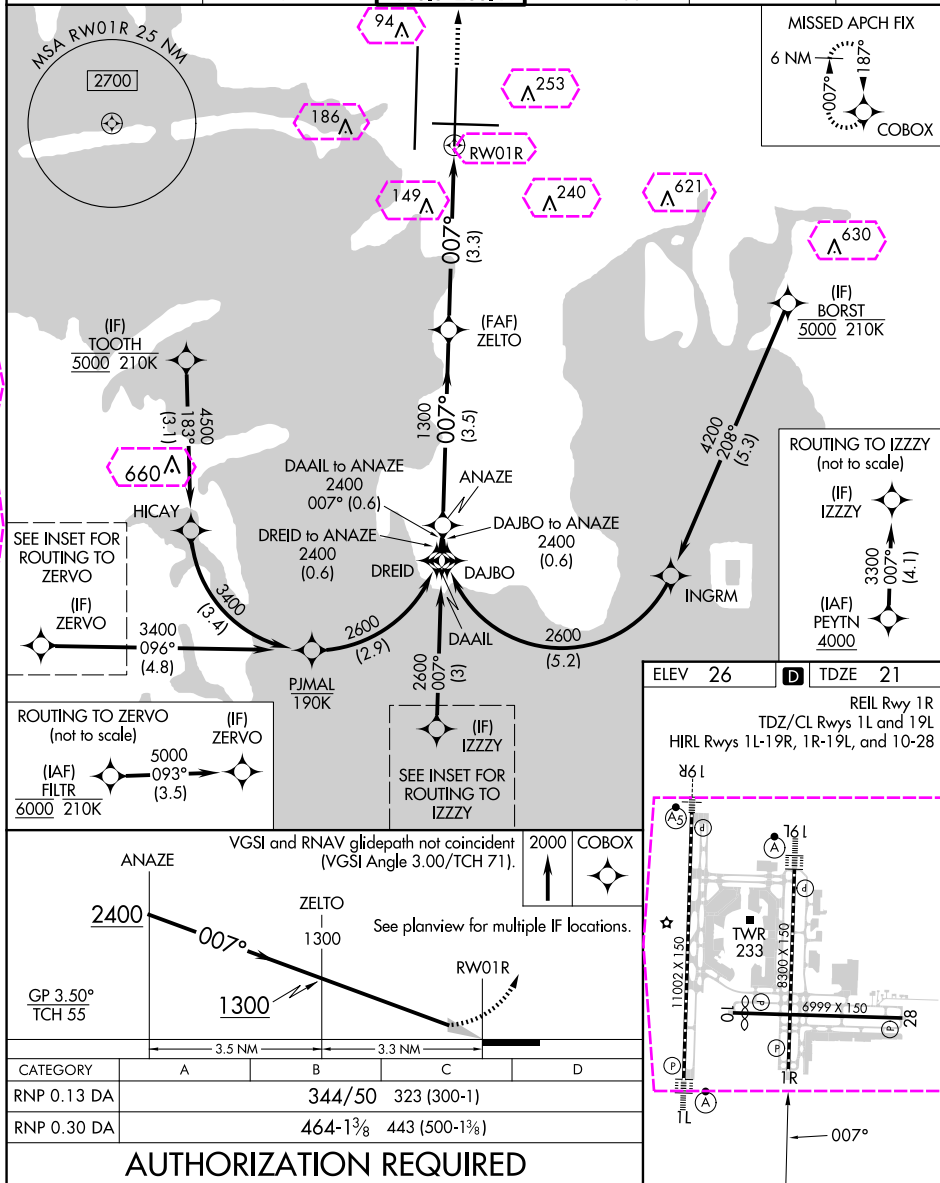 MSA RW01R 25 NM
2700
94
253
186
RW01R
149
240
621
630
MISSED APCH FIX
6 NM
007°
187°
COBOX
007°
(3.3)
(IF)
TOOTH
5000 210K
(FAF)
ZELTO
(IF)
BORST
5000 210K
4500
183°
(3.1)
1300
007°
(3.5)
4200
208°
(5.3)
660
HICAY
DAAIL to ANAZE
2400
007° (0.6)
ANAZE
DREID to ANAZE
2400
(0.6)
DAJBO to ANAZE
2400
(0.6)
DREID
DAJBO
DAAIL
INGRM
ROUTING TO IZZZY
(not to scale)
(IF)
IZZZY
3300
007°
(4.1)
(IAF)
PEYTN
4000
SEE INSET FOR
ROUTING TO
ZERVO
(IF)
ZERVO
3400
096°
(4.8)
3400
(3.4)
2600
(2.9)
2600
(5.2)
PJMAL
190K
2600
007°
(3)
(IF)
IZZZY
SEE INSET FOR
ROUTING TO
IZZZY
ROUTING TO ZERVO
(not to scale)
(IF)
ZERVO
(IAF)
FILTR
6000 210K
5000
093°
(3.5)
ELEV 26
D
TDZE 21
REIL Rwy 1R
TDZ/CL Rwys 1L and 19L
HIRL Rwys 1L-19R, 1R-19L, and 10-28
19R
A5
P
A
19L
P
TWR
233
11002 X 150
8300 X 150
P
10
6999 X 150
28
P
P
P
1R
A
1L
007°
VGSI and RNAV glidepath not coincident
(VGSI Angle 3.00/TCH 71).
2000
COBOX
See planview for multiple IF locations.
ANAZE
2400
007°
ZELTO
1300
1300
RW01R
GP 3.50°
TCH 55
3.5 NM
3.3 NM
CATEGORY A B C D
RNP 0.13 DA 344/50 323 (300-1)
RNP 0.30 DA 464-1⅜ 443 (500-1⅜)
AUTHORIZATION REQUIRED